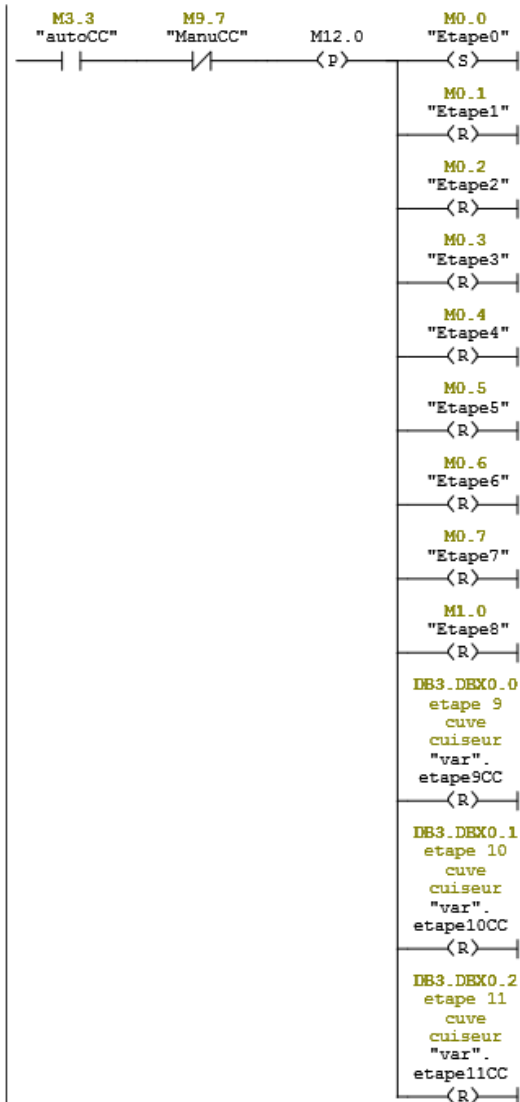 M3.3 M9.7 M0.0
"autoCC" "ManuCC" M12.0 "Etape0"
(P) (S)
M0.1
"Etape1"
(R)
M0.2
"Etape2"
(R)
M0.3
"Etape3"
(R)
M0.4
"Etape4"
(R)
M0.5
"Etape5"
(R)
M0.6
"Etape6"
(R)
M0.7
"Etape7"
(R)
M1.0
"Etape8"
(R)
DB3.DBX0.0
etape 9
cuve
cuiseur
"var".
etape9CC
(R)
DB3.DBX0.1
etape 10
cuve
cuiseur
"var".
etape10CC
(R)
DB3.DBX0.2
etape 11
cuve
cuiseur
"var".
etape11CC
(R)